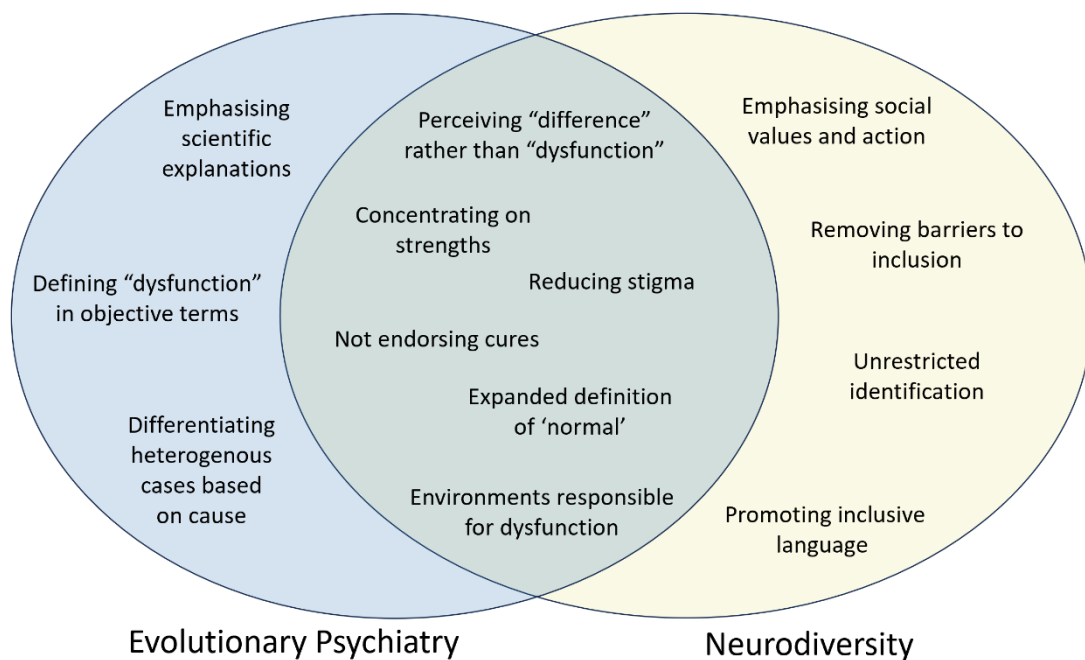 Emphasising
scientific
explanations
Defining “dysfunction”
in objective terms
Differentiating
heterogenous
cases based
on cause
Perceiving “difference”
rather than “dysfunction”
Concentrating on
strengths
Reducing stigma
Not endorsing cures
Expanded definition
of ‘normal’
Environments responsible
for dysfunction
Emphasising social
values and action
Removing barriers to
inclusion
Unrestricted
identification
Promoting inclusive
language
Evolutionary Psychiatry
Neurodiversity